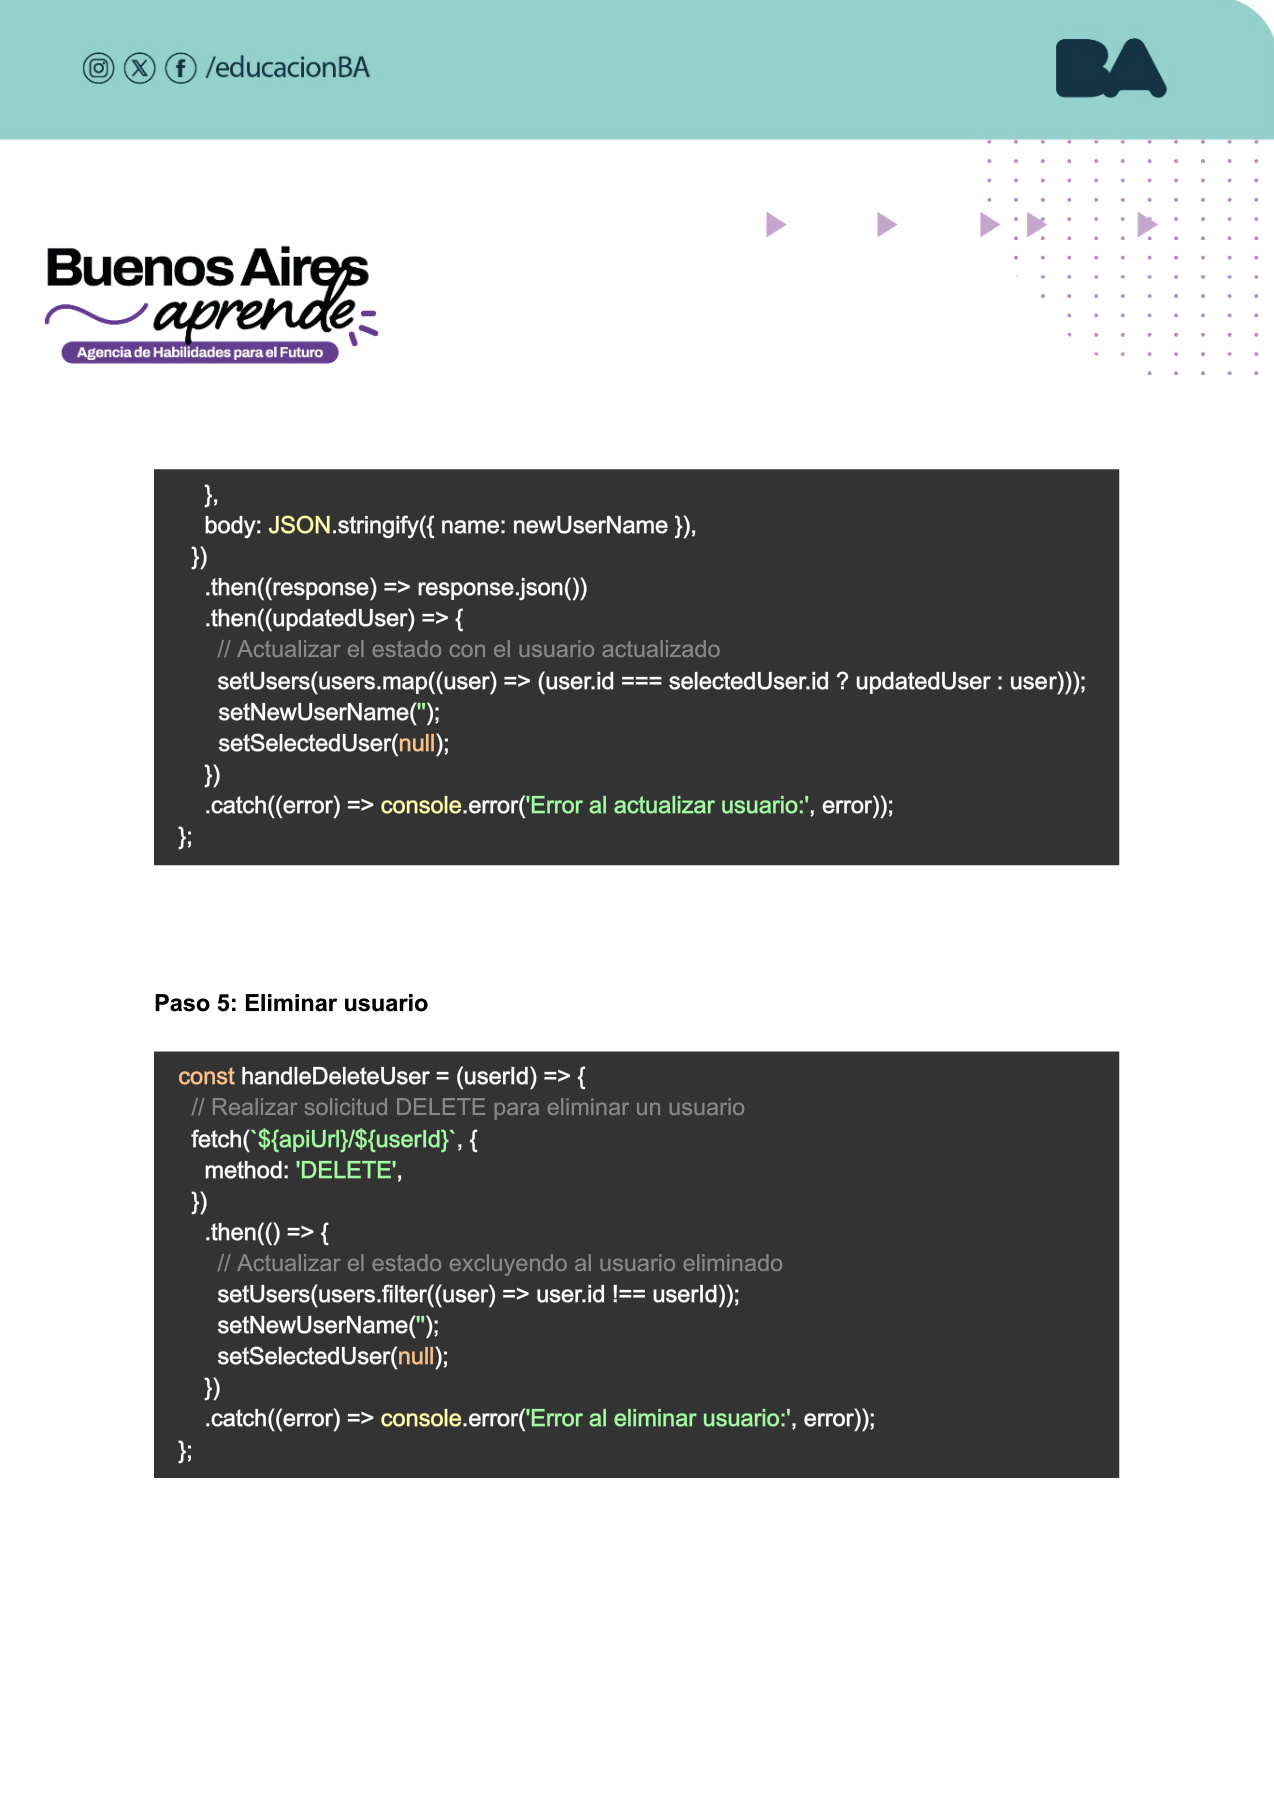 /educacionBA
BA
Buenos Aires
aprende
Agencia de Habilidades para el Futuro
},
body: JSON.stringify({ name: newUserName }),
})
.then((response) => response.json())
.then((updatedUser) => {
// Actualizar el estado con el usuario actualizado
setUsers(users.map((user) => (user.id === selectedUser.id ? updatedUser : user)));
setNewUserName('');
setSelectedUser(null);
})
.catch((error) => console.error('Error al actualizar usuario:', error));
};
Paso 5: Eliminar usuario
const handleDeleteUser = (userId) => {
// Realizar solicitud DELETE para eliminar un usuario
fetch(`${apiUrl}/${userId}`, {
method: 'DELETE',
})
.then(() => {
// Actualizar el estado excluyendo al usuario eliminado
setUsers(users.filter((user) => user.id !== userId));
setNewUserName('');
setSelectedUser(null);
})
.catch((error) => console.error('Error al eliminar usuario:', error));
};